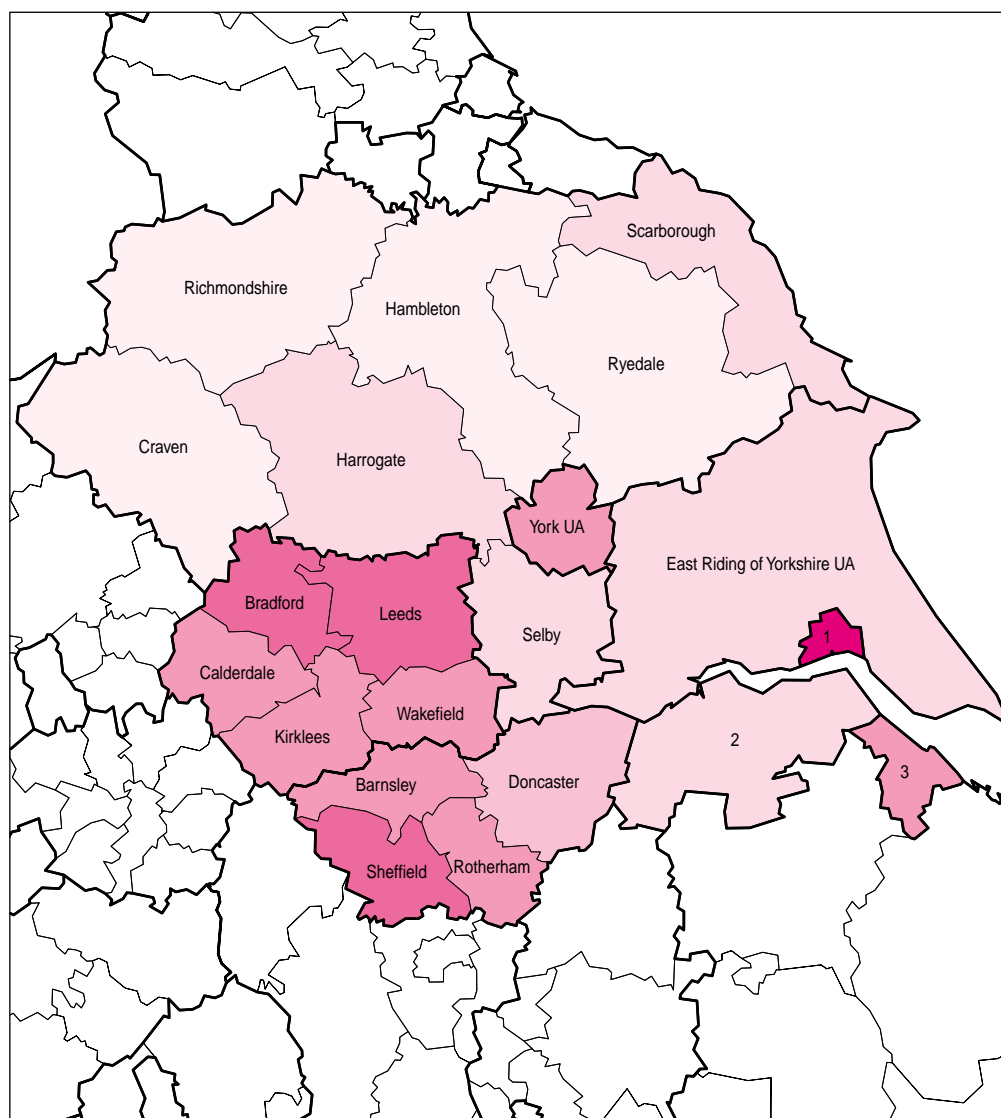 Scarborough
Richmondshire
Hambleton
Ryedale
Craven
Harrogate
York UA
East Riding of Yorkshire UA
Bradford
Leeds
Selby
1
Calderdale
Wakefield
Kirklees
2
Barnsley
Doncaster
3
Sheffield
Rotherham